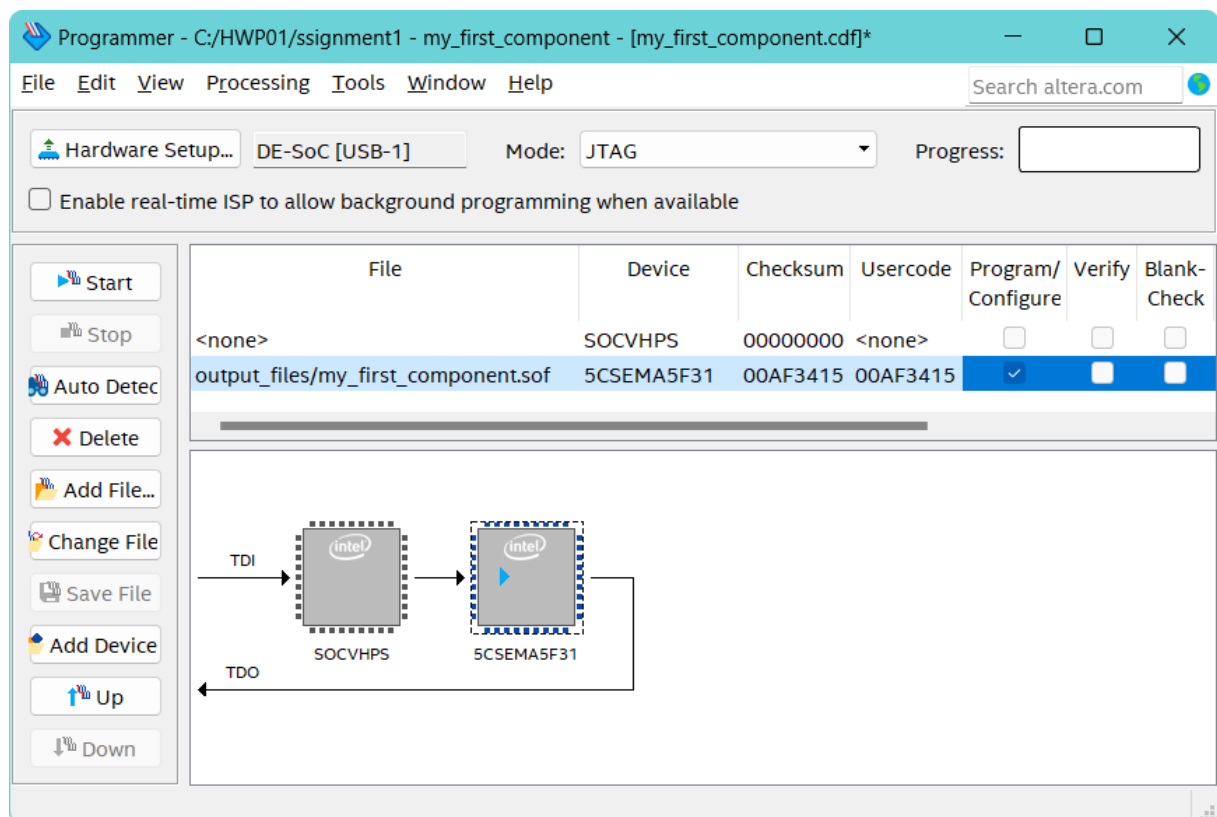 Programmer - C:/HWP01/ssignment1 - my_first_component - [my_first_component.cdf]*
File Edit View Processing Tools Window Help
Search altera.com
Hardware Setup... DE-SoC [USB-1] Mode: JTAG Progress:
Enable real-time ISP to allow background programming when available
Start
Stop
Auto Detec
Delete
Add File...
Change File
Save File
Add Device
Up
Down
File Device Checksum Usercode Program/ Verify Blank-
Configure Check
<none> SOCVHPS 00000000 <none>
output_files/my_first_component.sof 5CSEMA5F31 00AF3415 00AF3415
TDI
intel
intel
SOCVHPS
5CSEMA5F31
TDO